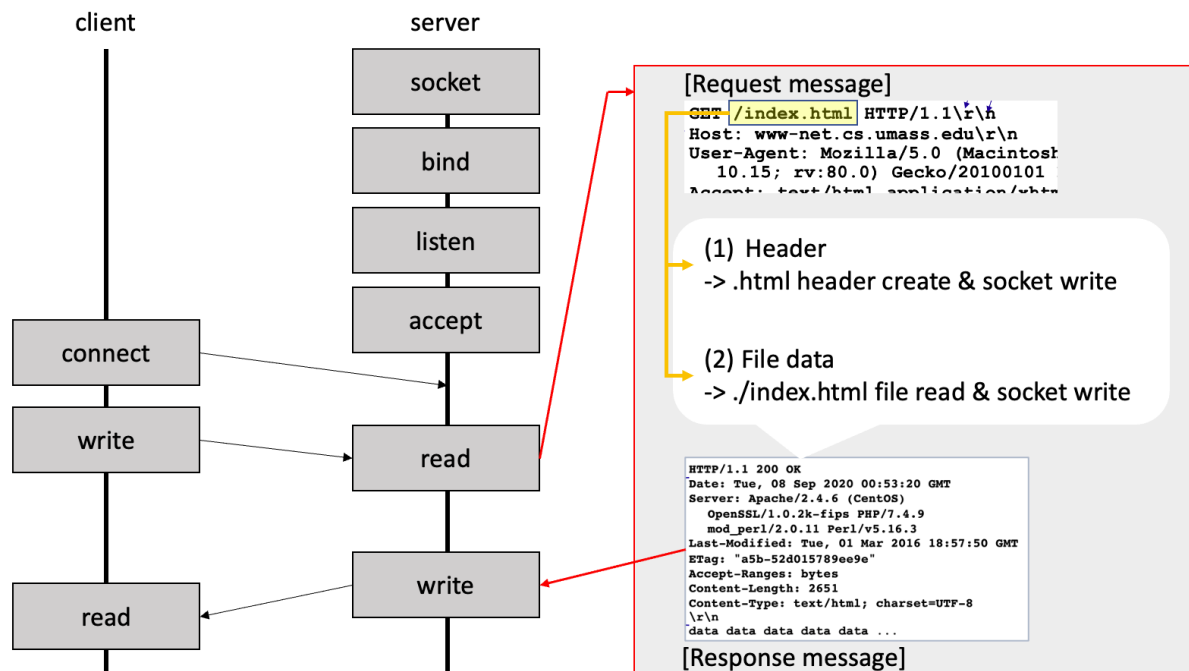 client
server
socket
bind
listen
accept
connect
write
read
write
read
[Request message]
GET /index.html HTTP/1.1\r\n
Host: www-net.cs.umass.edu\r\n
User-Agent: Mozilla/5.0 (Macintosh
10.15; rv:80.0) Gecko/20100101
Accept: text/html,application/xhtm
(1) Header
-> .html header create & socket write
(2) File data
-> ./index.html file read & socket write
HTTP/1.1 200 OK
Date: Tue, 08 Sep 2020 00:53:20 GMT
Server: Apache/2.4.6 (CentOS)
OpenSSL/1.0.2k-fips PHP/7.4.9
mod_perl/2.0.11 Perl/v5.16.3
Last-Modified: Tue, 01 Mar 2016 18:57:50 GMT
ETag: "a5b-52d015789ee9e"
Accept-Ranges: bytes
Content-Length: 2651
Content-Type: text/html; charset=UTF-8
\r\n
data data data data data ...
[Response message]